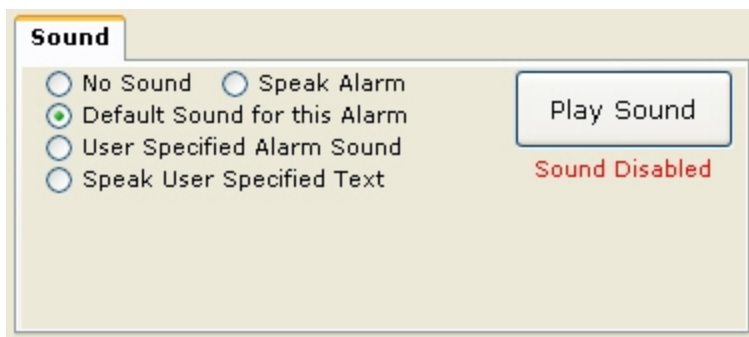 Sound
No Sound Speak Alarm
Default Sound for this Alarm
User Specified Alarm Sound
Speak User Specified Text
Play Sound
Sound Disabled